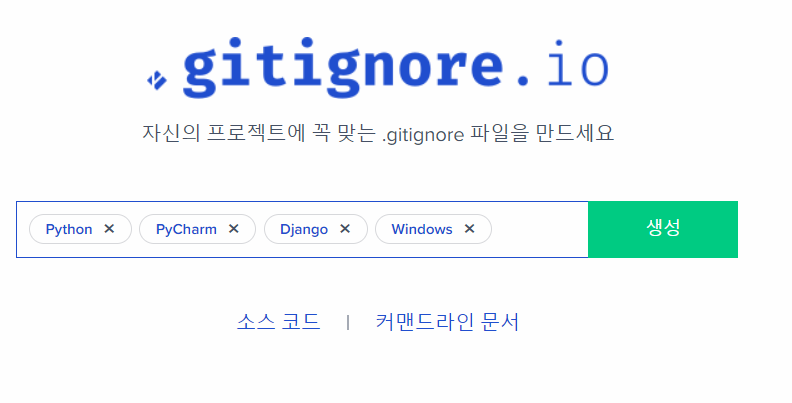 gitignore.io
자신의 프로젝트에 꼭 맞는 .gitignore 파일을 만드세요
Python ✕ PyCharm ✕ Django ✕ Windows ✕ 생성
소스 코드 | 커맨드라인 문서